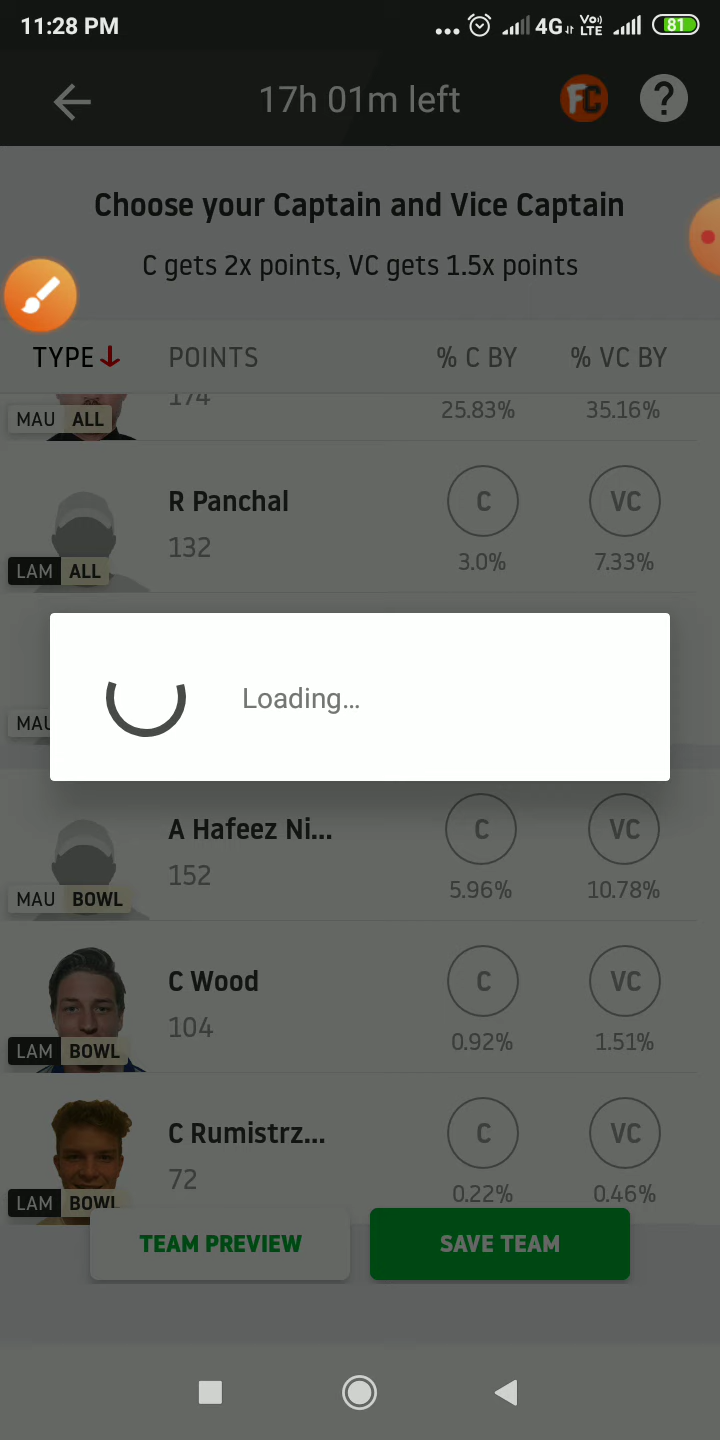 11:28 PM
4G
Vo) LTE
81
17h 01m left
FC
?
Choose your Captain and Vice Captain
C gets 2x points, VC gets 1.5x points
TYPE POINTS % C BY % VC BY
174
MAU ALL 25.83% 35.16%
R Panchal C VC
132
LAM ALL 3.0% 7.33%
Loading...
MAU
A Hafeez Ni... C VC
152
MAU BOWL 5.96% 10.78%
C Wood C VC
104
LAM BOWL 0.92% 1.51%
C Rumistrz... C VC
72
LAM BOWL 0.22% 0.46%
TEAM PREVIEW SAVE TEAM